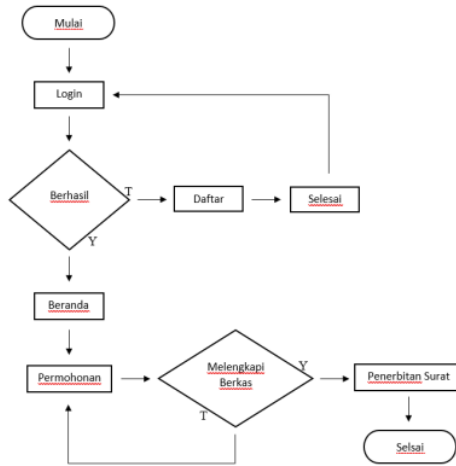 Mulai
Login
Berhasil
T
Daftar
Selesai
Y
Beranda
Permohonan
Melengkapi
Berkas
Y
T
Penerbitan Surat
Selsai